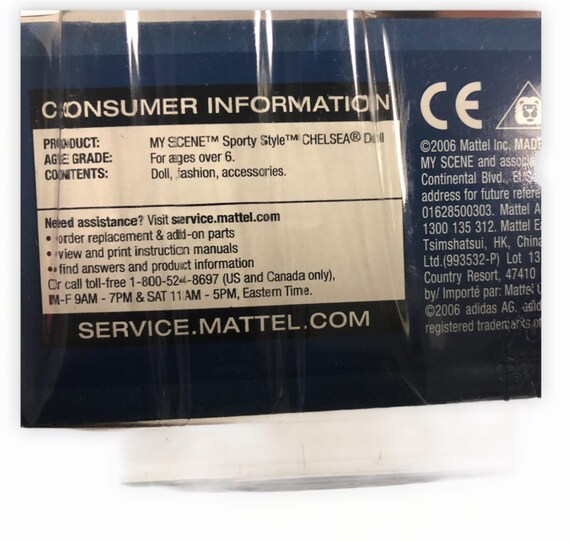 CONSUMER INFORMATION
PRODUCT: MY SCENE™ Sporty Style™ CHELSEA® Doll
AGE GRADE: For ages over 6.
CONTENTS: Doll, fashion, accessories.
Need assistance? Visit service.mattel.com
• order replacement & add-on parts
• view and print instruction manuals
• find answers and product information
Or call toll-free 1-800-524-8697 (US and Canada only),
M-F 9AM - 7PM & SAT 11AM - 5PM, Eastern Time.
SERVICE.MATTEL.COM
CE
©2006 Mattel Inc. MADE
MY SCENE and
Continental Blvd.,
address for future
01628500303. Mattel A
1300 135 312. Mattel
Tsimshatsui, HK, China
Ltd.(993532-P) Lot 13
Country Resort, 47410
by/ Importé par: Mattel
©2006 adidas AG.
registered